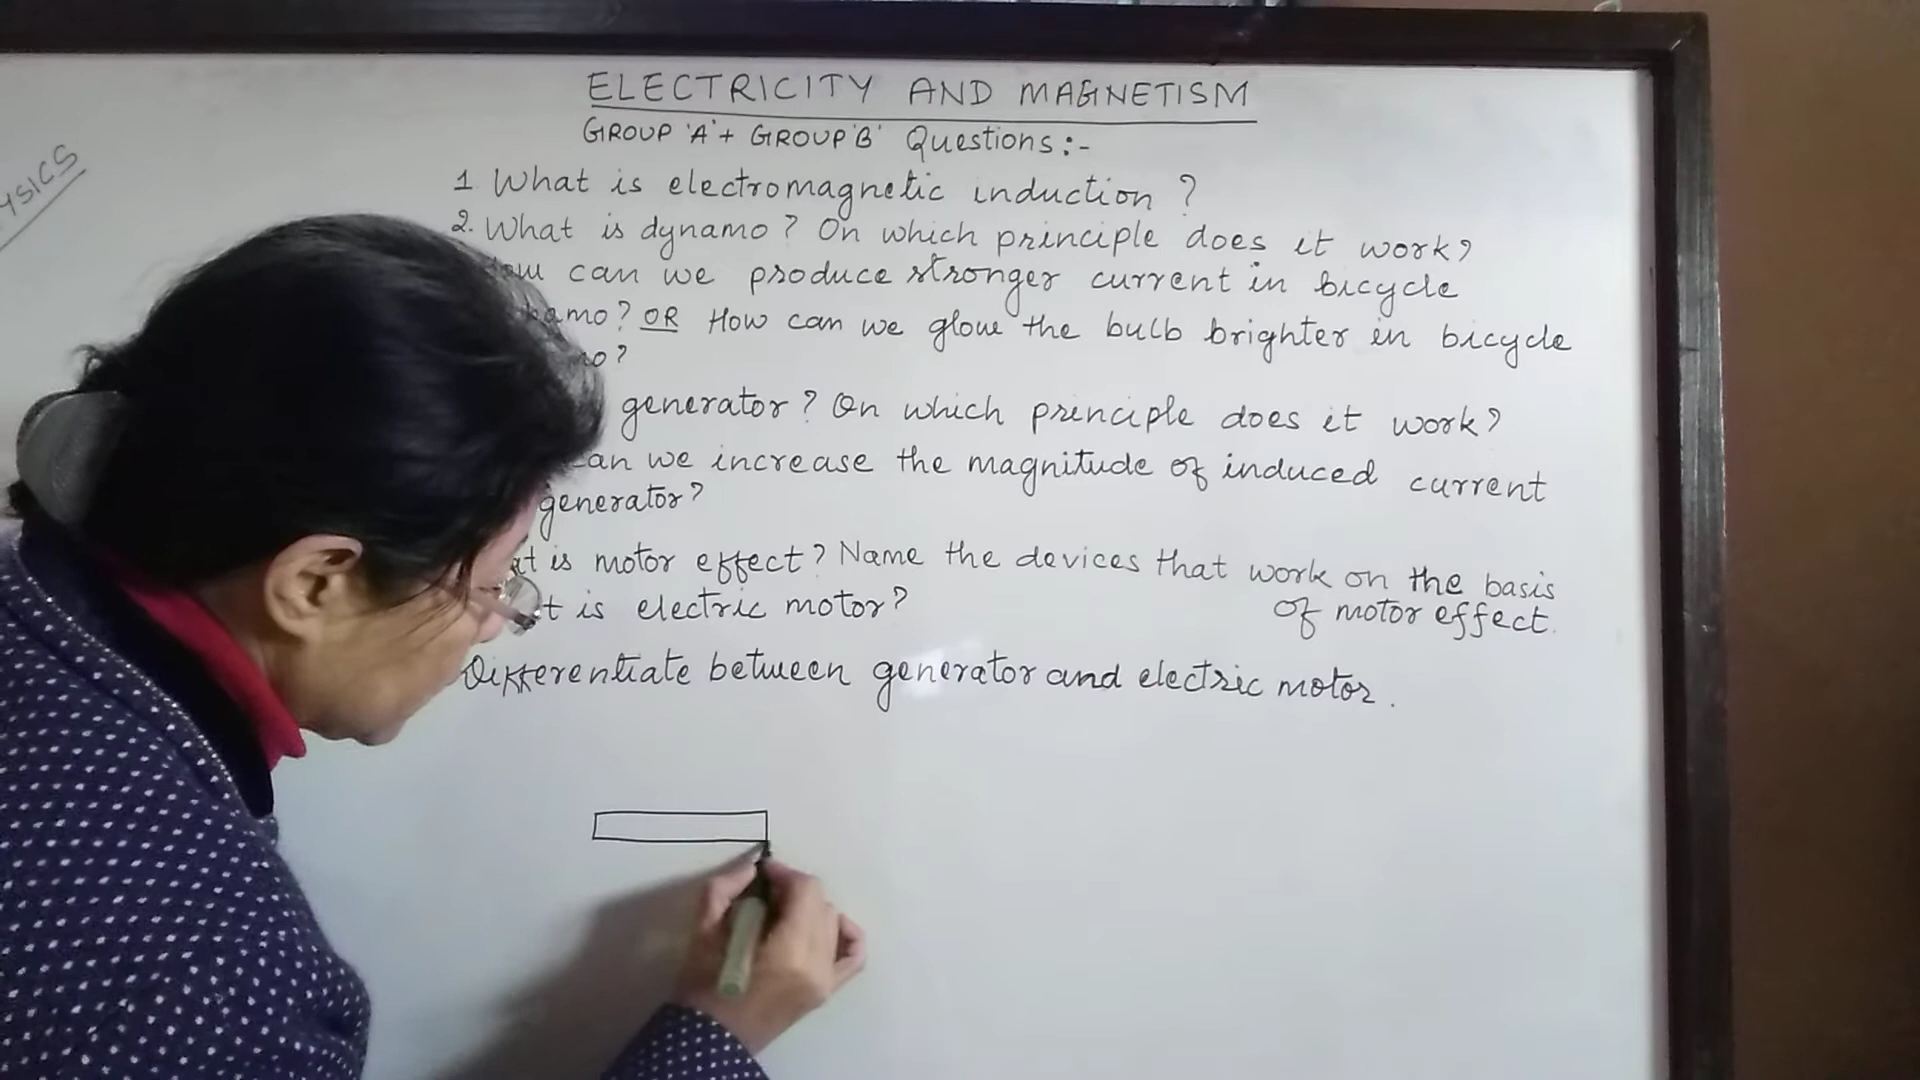 ELECTRICITY AND MAGNETISM
GROUP 'A' + GROUP 'B' Questions :-
1. What is electromagnetic induction ?
2. What is dynamo ? On which principle does it work ?
can we produce stronger current in bicycle
? OR How can we glow the bulb brighter in bicycle
?
generator ? On which principle does it work ?
can we increase the magnitude of induced current
generator ?
is motor effect ? Name the devices that work on the basis
of motor effect.
is electric motor ?
Differentiate between generator and electric motor .